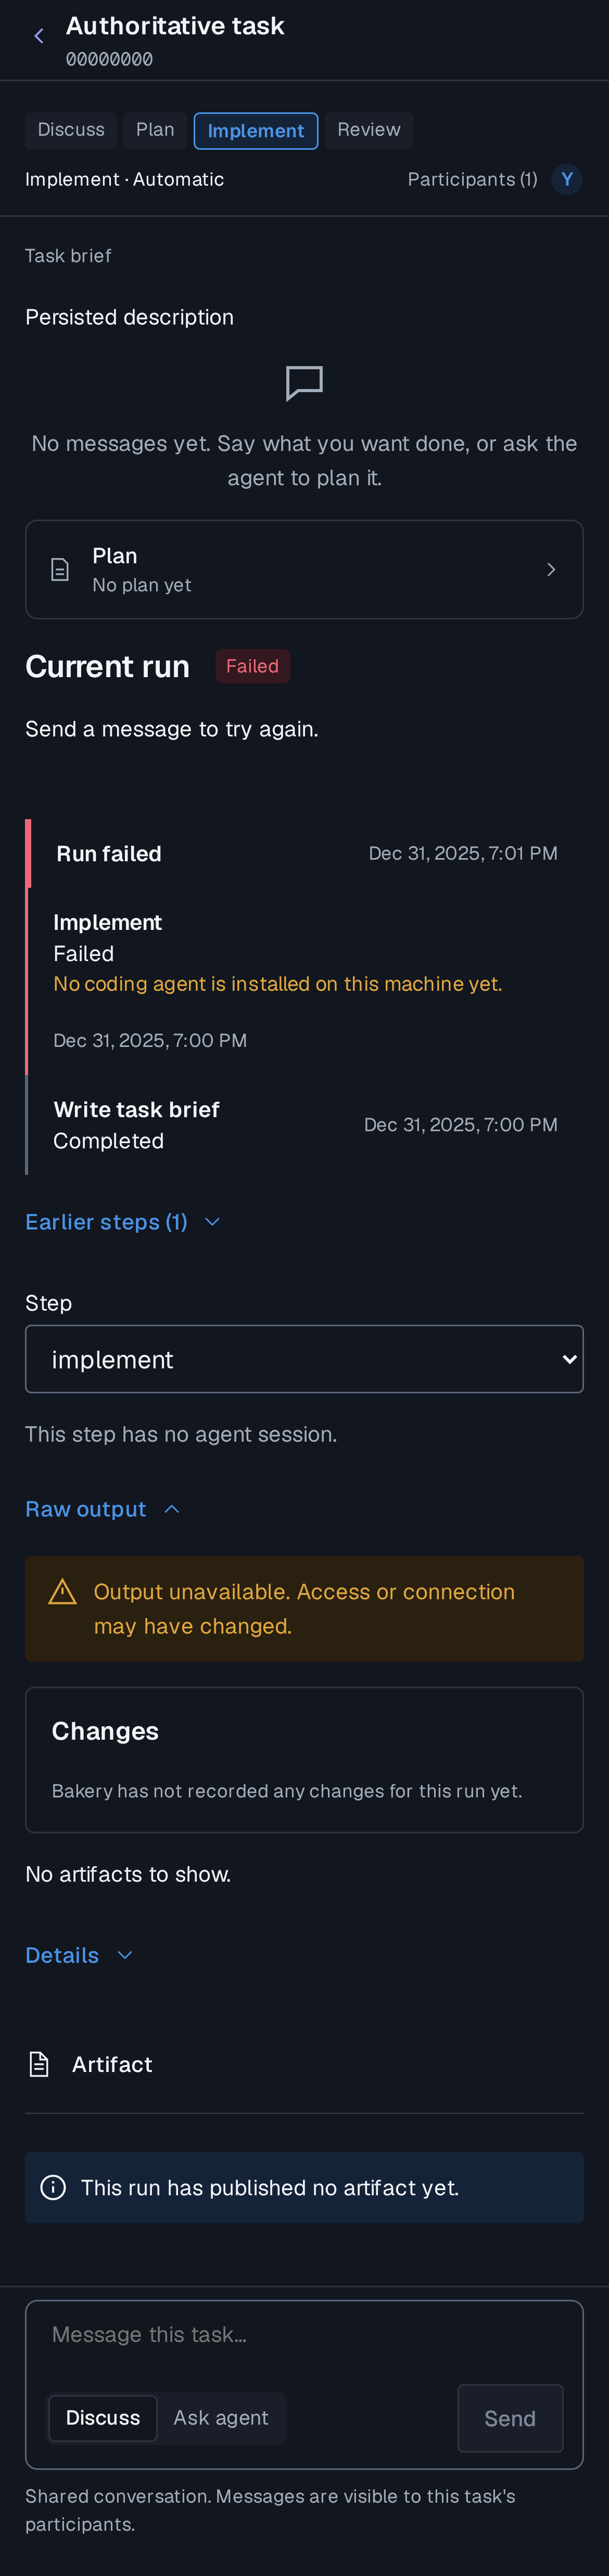 Authoritative task
00000000
Discuss
Plan
Implement
Review
Implement · Automatic
Participants (1)
Y
Task brief
Persisted description
No messages yet. Say what you want done, or ask the
agent to plan it.
Plan
No plan yet
Current run
Failed
Send a message to try again.
Run failed
Dec 31, 2025, 7:01 PM
Implement
Failed
No coding agent is installed on this machine yet.
Dec 31, 2025, 7:00 PM
Write task brief
Completed
Dec 31, 2025, 7:00 PM
Earlier steps (1)
Step
implement
This step has no agent session.
Raw output
Output unavailable. Access or connection
may have changed.
Changes
Bakery has not recorded any changes for this run yet.
No artifacts to show.
Details
Artifact
This run has published no artifact yet.
Message this task...
Discuss
Ask agent
Send
Shared conversation. Messages are visible to this task's
participants.